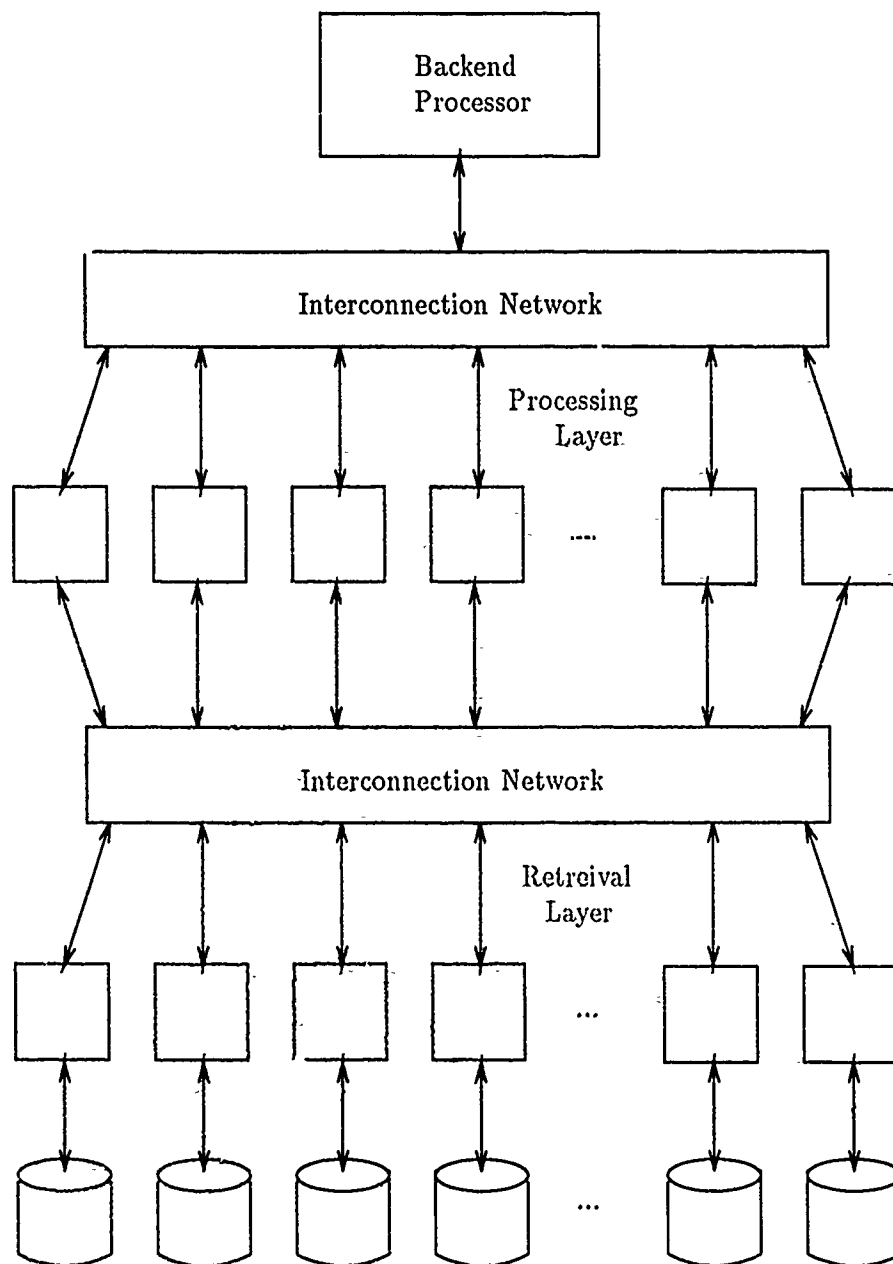 Backend
Processor
Interconnection Network
Processing
Layer
....
Interconnection Network
Retreival
Layer
...
...